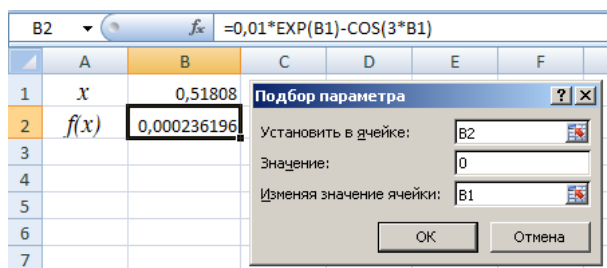 B2 fx =0,01*EXP(B1)-COS(3*B1)
A B C D E F
1 x 0,51808
2 f(x) 0,000236196
3
4
5
6
7
Подбор параметра ? ×
Установить в ячейке: B2
Значение: 0
Изменяя значение ячейки: B1
ОК Отмена